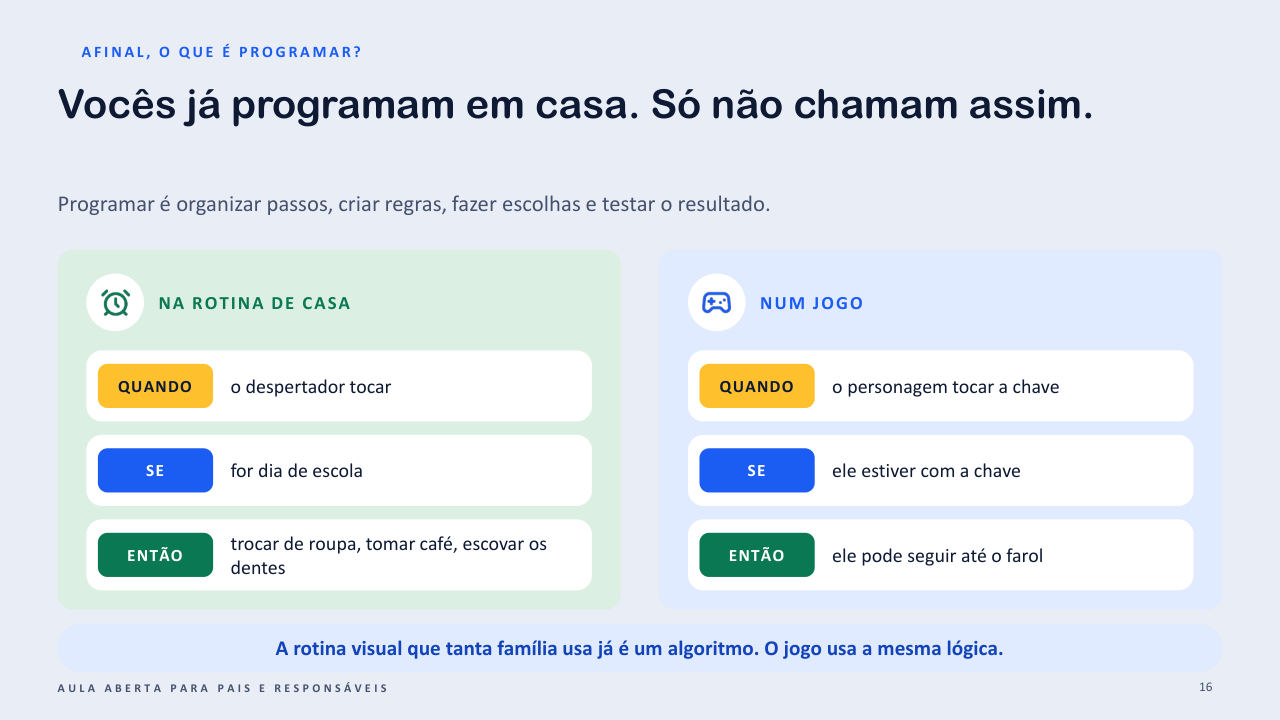 AFINAL, O QUE É PROGRAMAR?
Vocês já programam em casa. Só não chamam assim.
Programar é organizar passos, criar regras, fazer escolhas e testar o resultado.
NA ROTINA DE CASA
QUANDO o despertador tocar
SE for dia de escola
ENTÃO trocar de roupa, tomar café, escovar os
dentes
NUM JOGO
QUANDO o personagem tocar a chave
SE ele estiver com a chave
ENTÃO ele pode seguir até o farol
A rotina visual que tanta família usa já é um algoritmo. O jogo usa a mesma lógica.
AULA ABERTA PARA PAIS E RESPONSÁVEIS
16